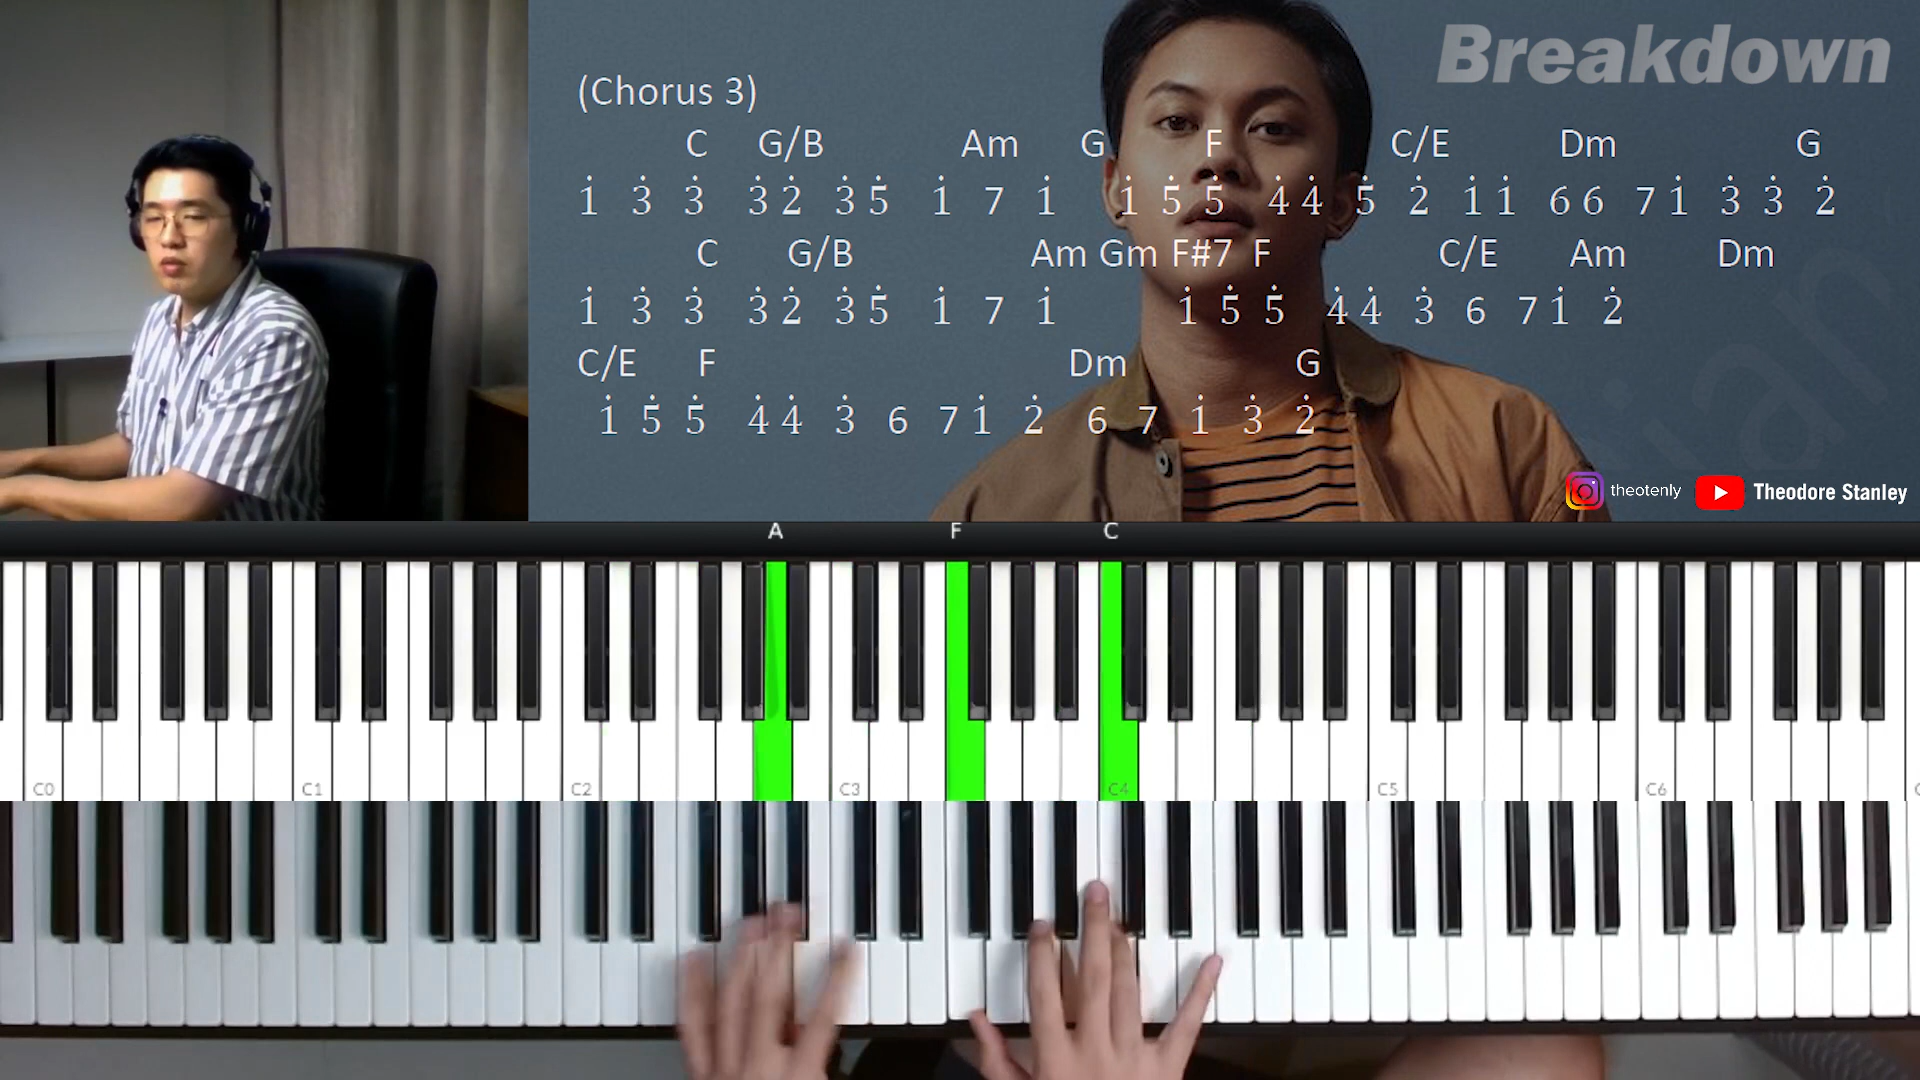 Breakdown
(Chorus 3)
C G/B Am G F C/E Dm G
1̇ 3̇ 3̇ 3̇ 2̇ 3̇ 5̇ 1̇ 7 1̇ 1̇ 5̇ 5̇ 4̇ 4̇ 5̇ 2̇ 1̇ 1̇ 6 6 7 1̇ 3̇ 3̇ 2̇
C G/B Am Gm F#7 F C/E Am Dm
1̇ 3̇ 3̇ 3̇ 2̇ 3̇ 5̇ 1̇ 7 1̇ 1̇ 5̇ 5̇ 4̇ 4̇ 3̇ 6 7 1̇ 2̇
C/E F Dm G
1̇ 5̇ 5̇ 4̇ 4̇ 3̇ 6 7 1̇ 2̇ 6 7 1̇ 3̇ 2̇
theotenly Theodore Stanley
A F C
C0 C1 C2 C3 C4 C5 C6